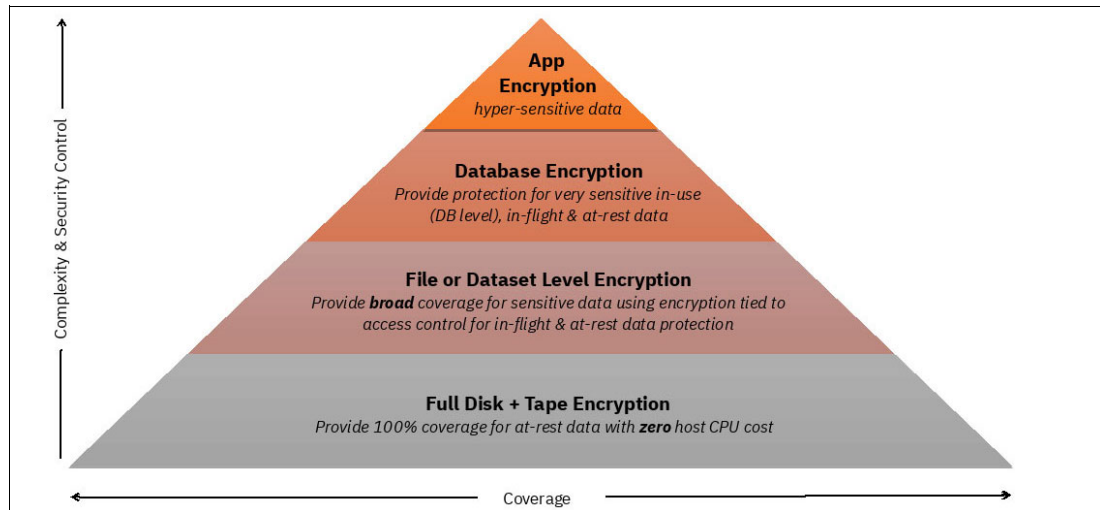 App
Encryption
hyper-sensitive data
Database Encryption
Provide protection for very sensitive in-use
(DB level), in-flight & at-rest data
File or Dataset Level Encryption
Provide broad coverage for sensitive data using encryption tied to
access control for in-flight & at-rest data protection
Full Disk + Tape Encryption
Provide 100% coverage for at-rest data with zero host CPU cost
Complexity & Security Control
Coverage